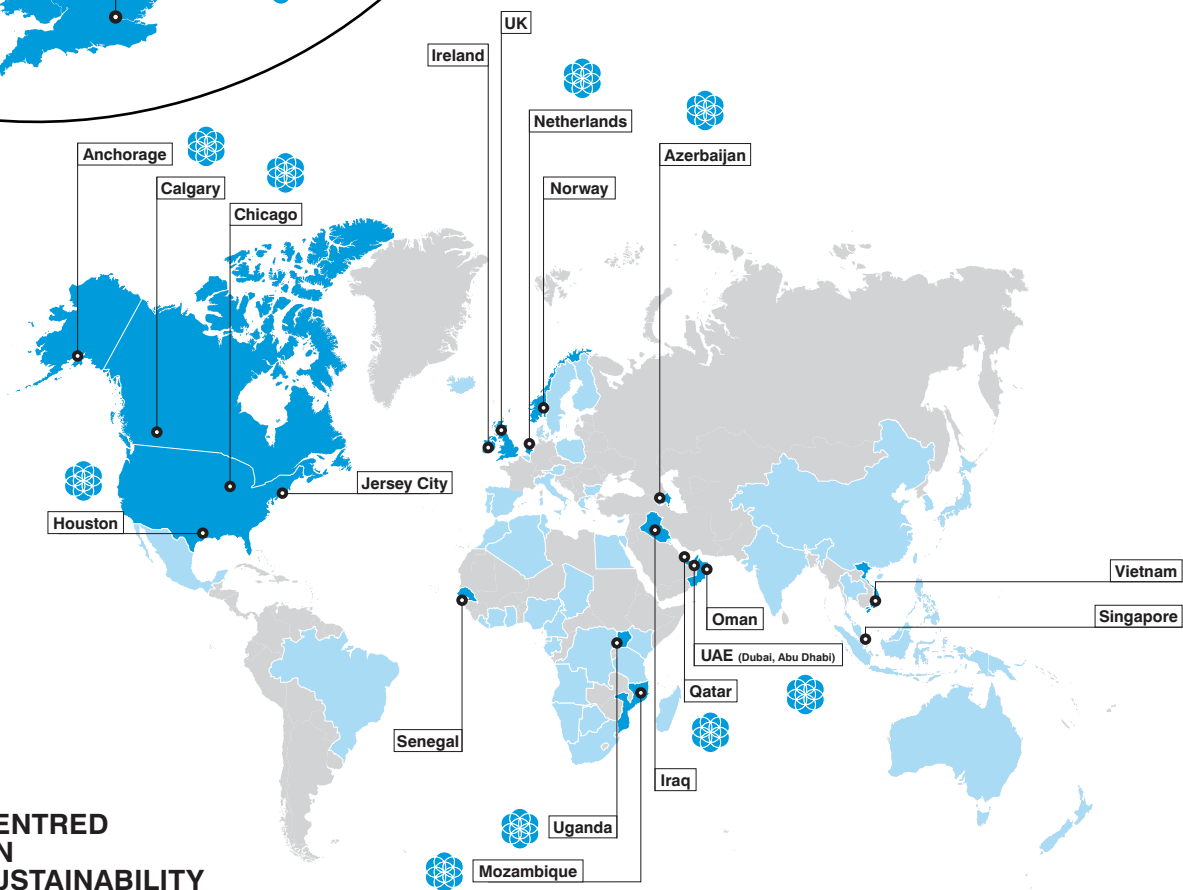 UK
Ireland
Netherlands
Anchorage
Azerbaijan
Calgary
Norway
Chicago
Jersey City
Houston
Vietnam
Singapore
Oman
UAE (Dubai, Abu Dhabi)
Qatar
Senegal
Iraq
Uganda
Mozambique
ENTRED
N
USTAINABILITY